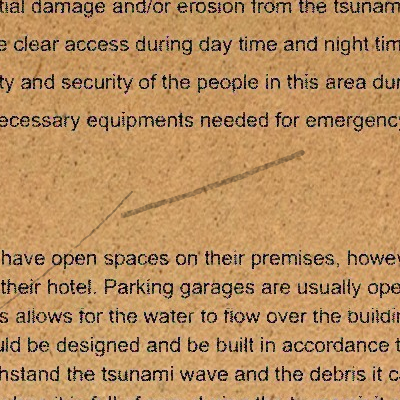 tial damage and/or erosion from the tsunam
e clear access during day time and night tim
ty and security of the people in this area dur
ecessary equipments needed for emergency
have open spaces on their premises, howev
their hotel. Parking garages are usually ope
s allows for the water to flow over the buildin
uld be designed and be built in accordance t
hstand the tsunami wave and the debris it c